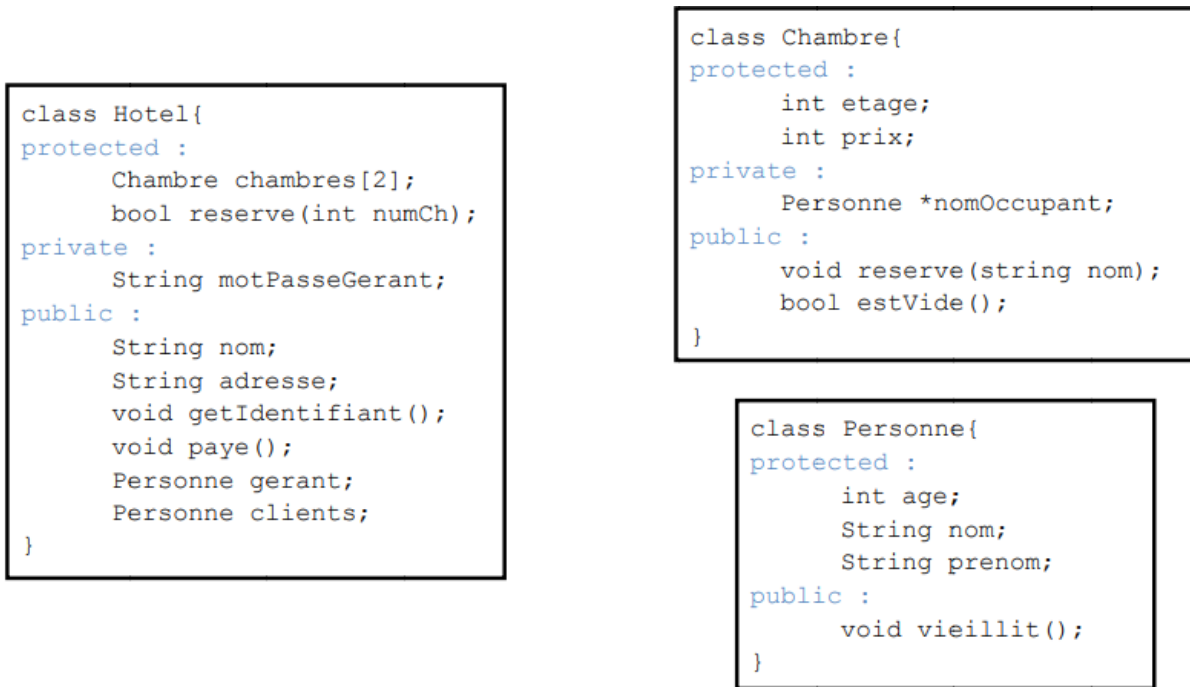 class Hotel{
protected :
Chambre chambres[2];
bool reserve(int numCh);
private :
String motPasseGerant;
public :
String nom;
String adresse;
void getIdentifiant();
void paye();
Personne gerant;
Personne clients;
}
class Chambre{
protected :
int etage;
int prix;
private :
Personne *nomOccupant;
public :
void reserve(string nom);
bool estVide();
}
class Personne{
protected :
int age;
String nom;
String prenom;
public :
void vieillit();
}